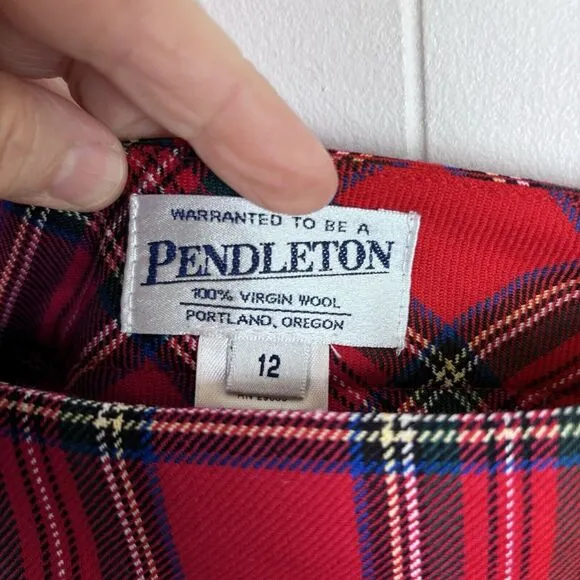 WARRANTED TO BE A
PENDLETON
100% VIRGIN WOOL
PORTLAND, OREGON
12